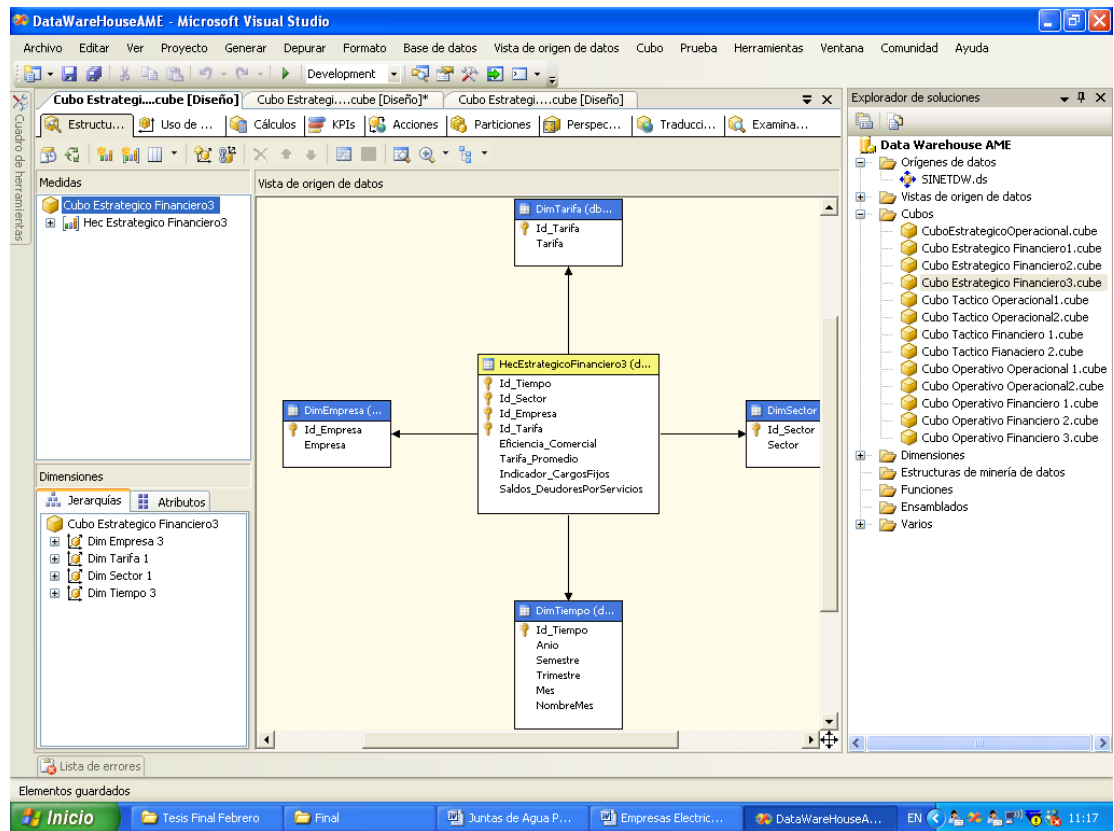 DataWareHouseAME - Microsoft Visual Studio
Archivo Editar Ver Proyecto Generar Depurar Formato Base de datos Vista de origen de datos Cubo Prueba Herramientas Ventana Comunidad Ayuda
Development
Cubo Estrategi....cube [Diseño] Cubo Estrategi....cube [Diseño]* Cubo Estrategi....cube [Diseño]
Estructu... Uso de ... Cálculos KPIs Acciones Particiones Perspec... Traducci... Examina...
Cuadro de herramientas
Medidas
Cubo Estrategico Financiero3
Hec Estrategico Financiero3
Dimensiones
Jerarquías Atributos
Cubo Estrategico Financiero3
Dim Empresa 3
Dim Tarifa 1
Dim Sector 1
Dim Tiempo 3
Vista de origen de datos
DimTarifa (db...
Id_Tarifa
Tarifa
HecEstrategicoFinanciero3 (d...
Id_Tiempo
Id_Sector
Id_Empresa
Id_Tarifa
Eficiencia_Comercial
Tarifa_Promedio
Indicador_CargosFijos
Saldos_DeudoresPorServicios
DimEmpresa (...
Id_Empresa
Empresa
DimSector
Id_Sector
Sector
DimTiempo (d...
Id_Tiempo
Anio
Semestre
Trimestre
Mes
NombreMes
Explorador de soluciones
Data Warehouse AME
Orígenes de datos
SINETDW.ds
Vistas de origen de datos
Cubos
CuboEstrategicoOperacional.cube
Cubo Estrategico Financiero1.cube
Cubo Estrategico Financiero2.cube
Cubo Estrategico Financiero3.cube
Cubo Tactico Operacional1.cube
Cubo Tactico Operacional2.cube
Cubo Tactico Financiero 1.cube
Cubo Tactico Fianaciero 2.cube
Cubo Operativo Operacional 1.cube
Cubo Operativo Operacional2.cube
Cubo Operativo Financiero 1.cube
Cubo Operativo Financiero 2.cube
Cubo Operativo Financiero 3.cube
Dimensiones
Estructuras de minería de datos
Funciones
Ensamblados
Varios
Lista de errores
Elementos guardados
Inicio Tesis Final Febrero Final Juntas de Agua P... Empresas Electric... DataWareHouseA... EN 11:17